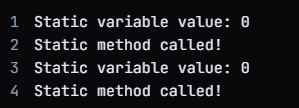 1 Static variable value: 0
2 Static method called!
3 Static variable value: 0
4 Static method called!